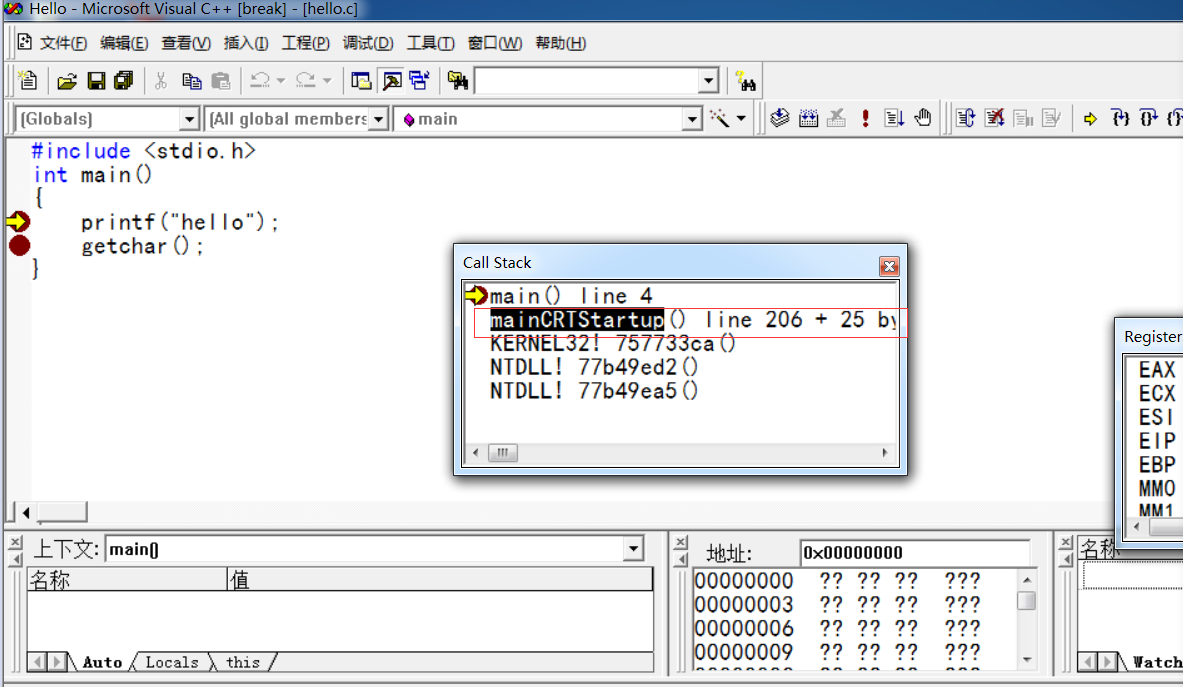 Hello - Microsoft Visual C++ [break] - [hello.c]
文件(F) 编辑(E) 查看(V) 插入(I) 工程(P) 调试(D) 工具(T) 窗口(W) 帮助(H)
(Globals) (All global members main
#include <stdio.h>
int main()
{
printf("hello");
getchar();
}
Call Stack
main() line 4
mainCRTStartup() line 206 + 25 by
KERNEL32! 757733ca()
NTDLL! 77b49ed2()
NTDLL! 77b49ea5()
Register
EAX
ECX
ESI
EIP
EBP
MM0
MM1
上下文: main()
名称 值
Auto Locals this
地址: 0x00000000
00000000 ?? ?? ?? ???
00000003 ?? ?? ?? ???
00000006 ?? ?? ?? ???
00000009 ?? ?? ?? ???
名称
Watch